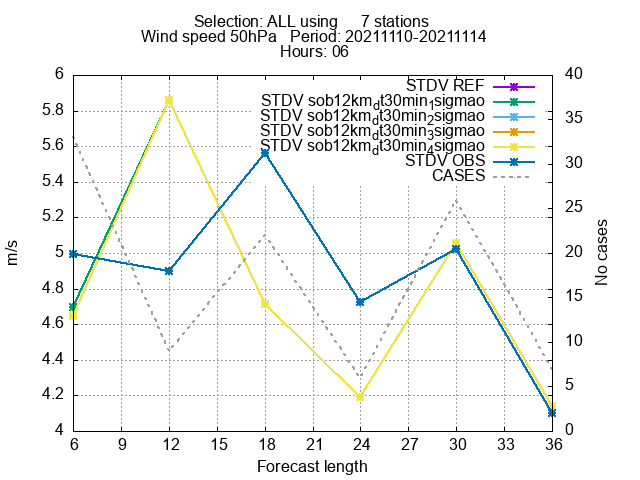 Selection: ALL using 7 stations
Wind speed 50hPa Period: 20211110-20211114
Hours: 06
STDV REF
STDV sob12km_dt30min_1sigmao
STDV sob12km_dt30min_2sigmao
STDV sob12km_dt30min_3sigmao
STDV sob12km_dt30min_4sigmao
STDV OBS
CASES
6
5.8
5.6
5.4
5.2
5
4.8
4.6
4.4
4.2
4
m/s
40
35
30
25
20
15
10
5
0
No cases
6 9 12 15 18 21 24 27 30 33 36
Forecast length